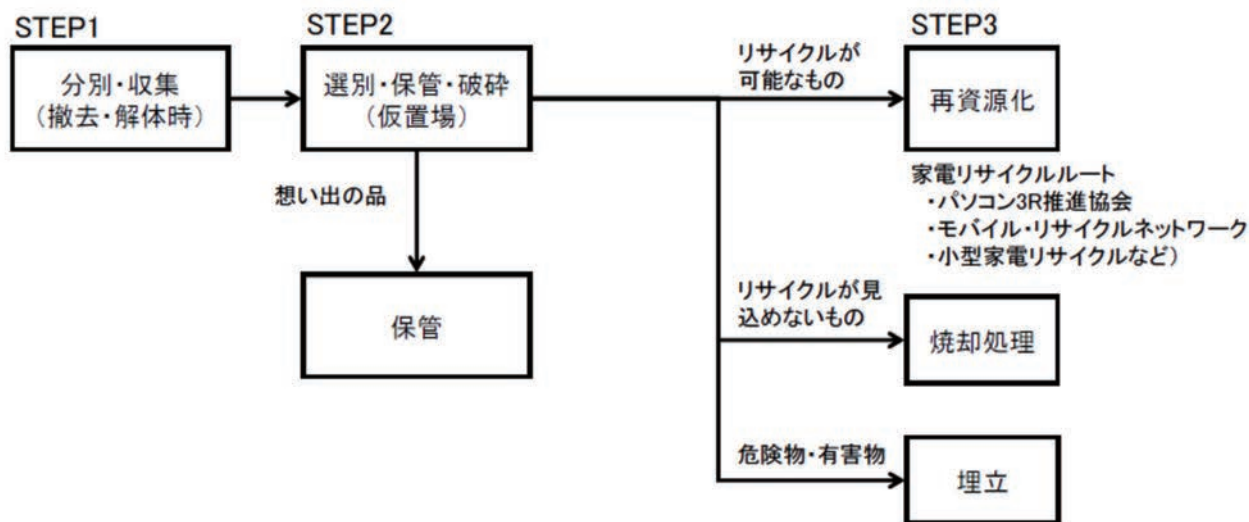 STEP1
分別・収集
（撤去・解体時）
STEP2
選別・保管・破砕
（仮置場）
想い出の品
保管
リサイクルが
可能なもの
STEP3
再資源化
家電リサイクルルート
・パソコン3R推進協会
・モバイル・リサイクルネットワーク
・小型家電リサイクルなど）
リサイクルが見
込めないもの
焼却処理
危険物・有害物
埋立